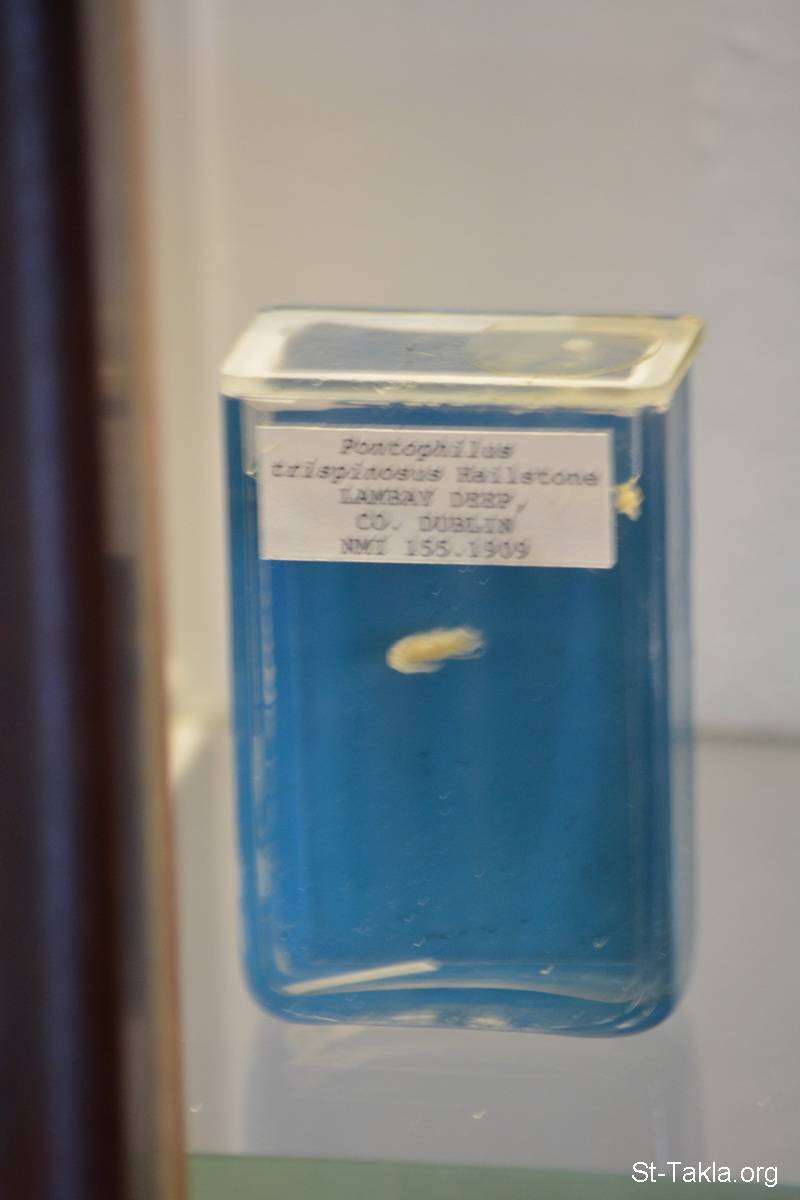 Pontophilus
trispinosus Hailstone
LAMBAY DEEP,
CO. DUBLIN
NMI 155.1909
St-Takla.org